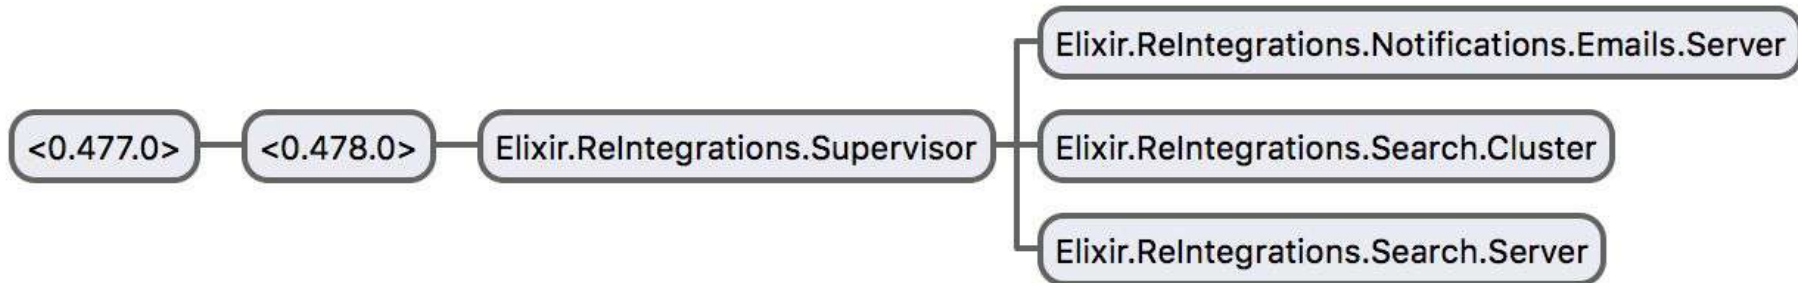 Elixir.ReIntegrations.Notifications.Emails.Server
<0.477.0>
<0.478.0>
Elixir.ReIntegrations.Supervisor
Elixir.ReIntegrations.Search.Cluster
Elixir.ReIntegrations.Search.Server